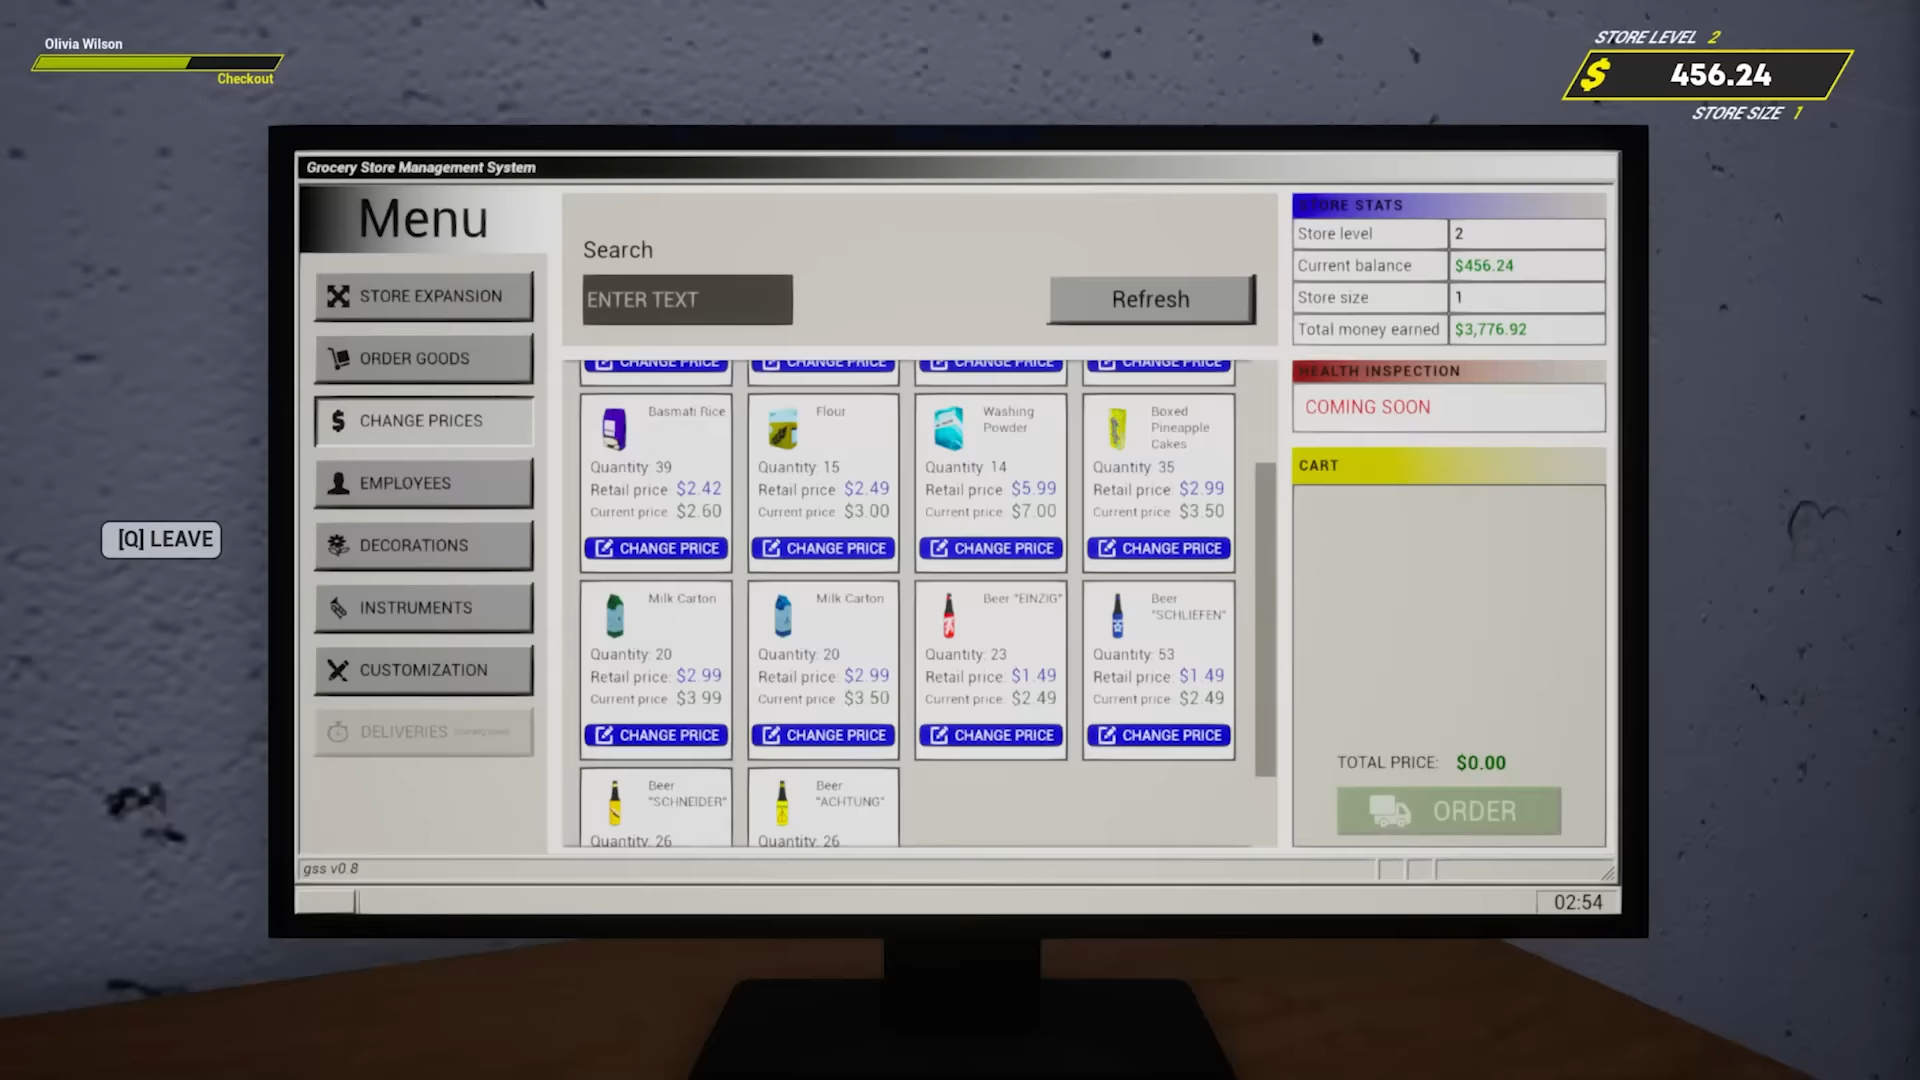 Olivia Wilson
Checkout
STORE LEVEL 2
$ 456.24
STORE SIZE 1
[Q] LEAVE
Grocery Store Management System
Menu
STORE EXPANSION
ORDER GOODS
CHANGE PRICES
EMPLOYEES
DECORATIONS
INSTRUMENTS
CUSTOMIZATION
DELIVERIES
Search
ENTER TEXT
Refresh
CHANGE PRICE CHANGE PRICE CHANGE PRICE CHANGE PRICE
Basmati Rice
Quantity: 39
Retail price: $2.42
Current price: $2.60
CHANGE PRICE
Flour
Quantity: 15
Retail price: $2.49
Current price: $3.00
CHANGE PRICE
Washing
Powder
Quantity: 14
Retail price: $5.99
Current price: $7.00
CHANGE PRICE
Boxed
Pineapple
Cakes
Quantity: 35
Retail price: $2.99
Current price: $3.50
CHANGE PRICE
Milk Carton
Quantity: 20
Retail price: $2.99
Current price: $3.99
CHANGE PRICE
Milk Carton
Quantity: 20
Retail price: $2.99
Current price: $3.50
CHANGE PRICE
Beer "EINZIG"
Quantity: 23
Retail price: $1.49
Current price: $2.49
CHANGE PRICE
Beer
"SCHLIEFEN"
Quantity: 53
Retail price: $1.49
Current price: $2.49
CHANGE PRICE
Beer
"SCHNEIDER"
Quantity: 26
Beer
"ACHTUNG"
Quantity: 26
STORE STATS
Store level 2
Current balance $456.24
Store size 1
Total money earned $3,776.92
HEALTH INSPECTION
COMING SOON
CART
TOTAL PRICE: $0.00
ORDER
gss v0.8
02:54